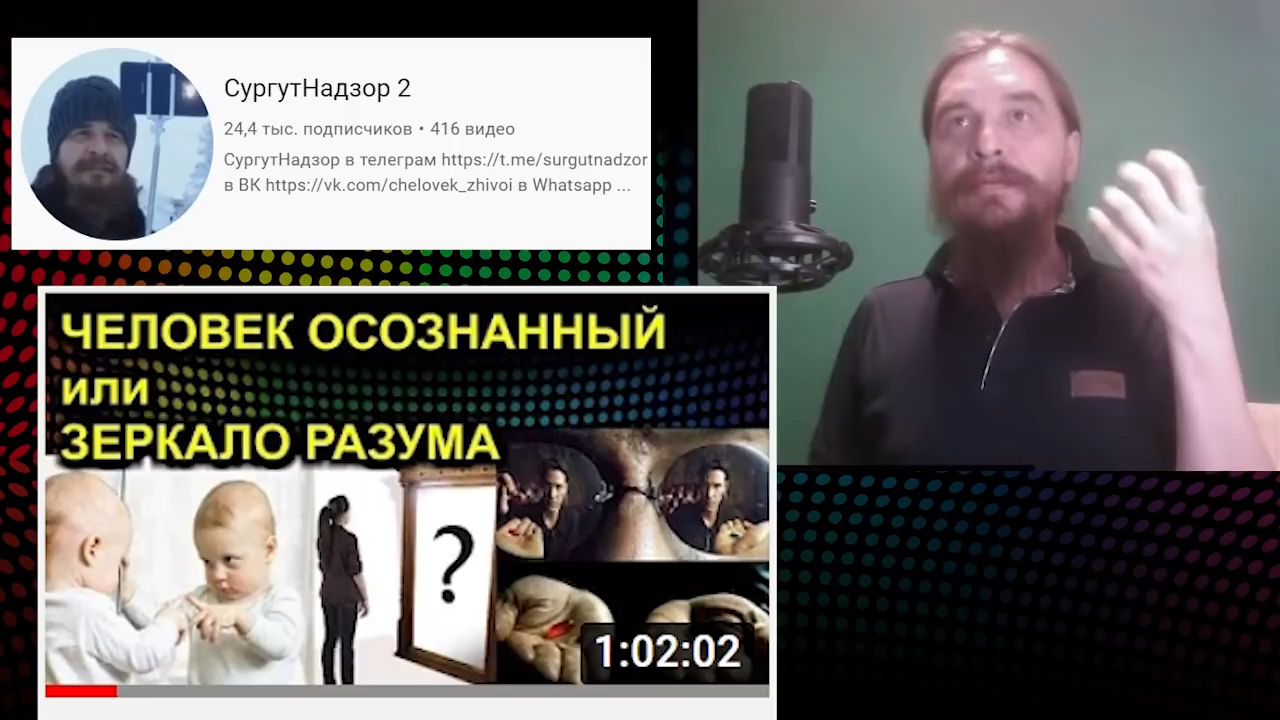 СургутНадзор 2
24,4 тыс. подписчиков • 416 видео
СургутНадзор в телеграм https://t.me/surgutnadzor
в ВК https://vk.com/chelovek_zhivoi в Whatsapp ...
ЧЕЛОВЕК ОСОЗНАННЫЙ
или
ЗЕРКАЛО РАЗУМА
?
1:02:02